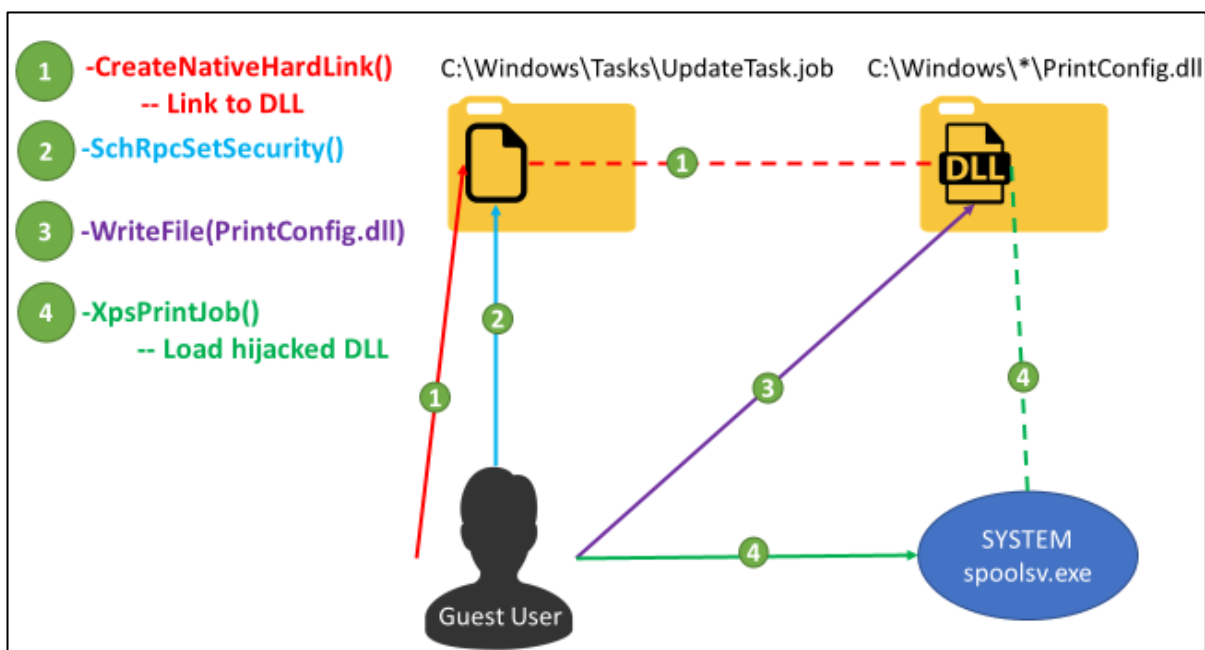 1 -CreateNativeHardLink()
-- Link to DLL
2 -SchRpcSetSecurity()
3 -WriteFile(PrintConfig.dll)
4 -XpsPrintJob()
-- Load hijacked DLL
C:\Windows\Tasks\UpdateTask.job
C:\Windows\*\PrintConfig.dll
DLL
1
2
1
3
4
4
Guest User
SYSTEM
spoolsv.exe